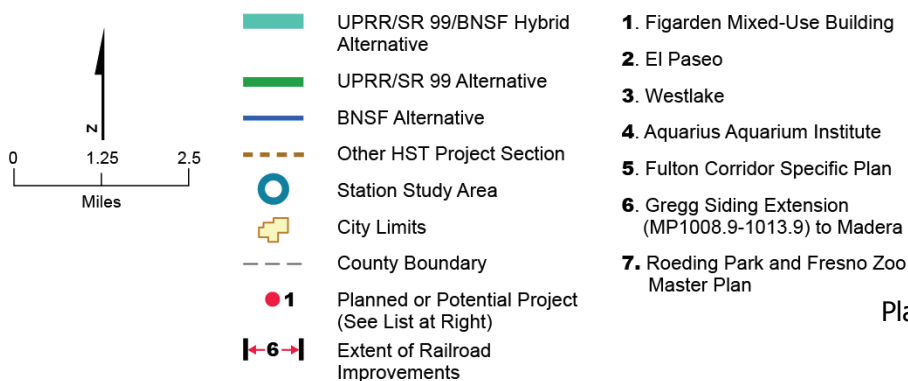 N
0 1.25 2.5
Miles
UPRR/SR 99/BNSF Hybrid
Alternative
UPRR/SR 99 Alternative
BNSF Alternative
Other HST Project Section
Station Study Area
City Limits
County Boundary
1 Planned or Potential Project
(See List at Right)
6 Extent of Railroad
Improvements
1. Figarden Mixed-Use Building
2. El Paseo
3. Westlake
4. Aquarius Aquarium Institute
5. Fulton Corridor Specific Plan
6. Gregg Siding Extension
(MP1008.9-1013.9) to Madera
7. Roeding Park and Fresno Zoo
Master Plan
Pla